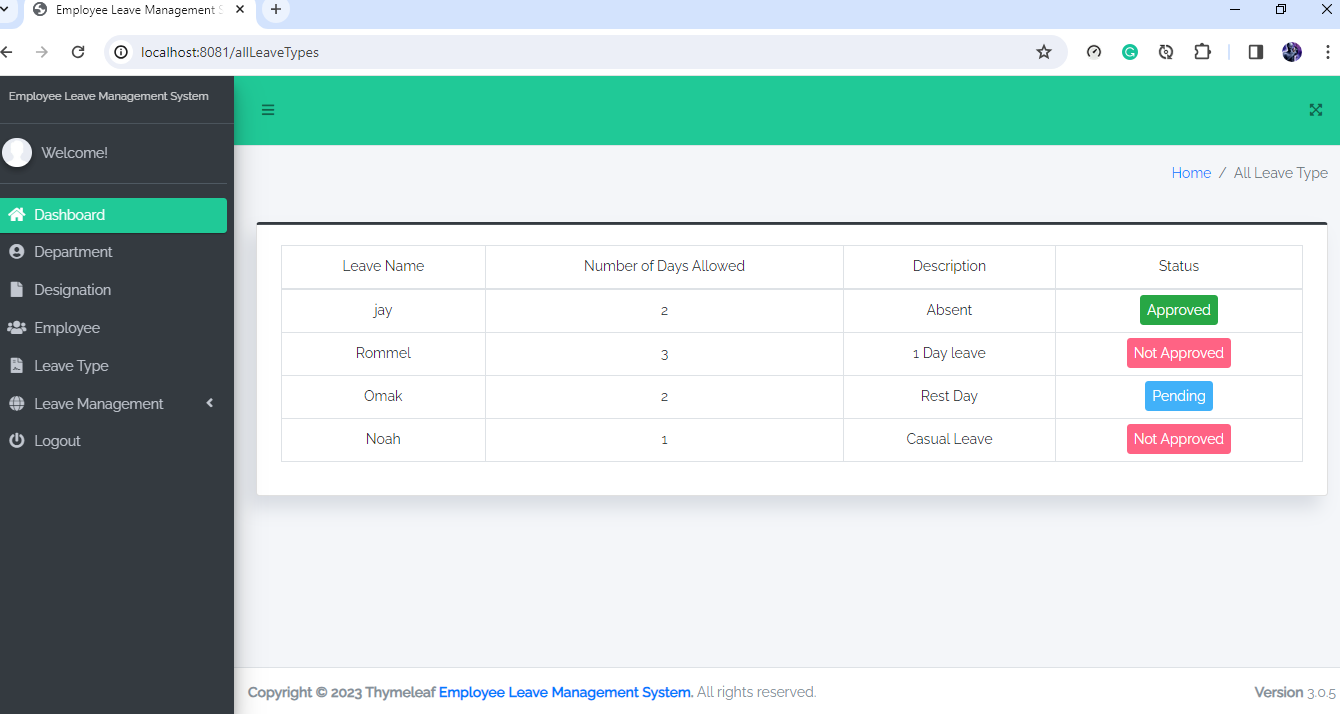 Employee Leave Management S
localhost:8081/allLeaveTypes
Employee Leave Management System
Welcome!
Dashboard
Department
Designation
Employee
Leave Type
Leave Management
Logout
Home / All Leave Type
Leave Name Number of Days Allowed Description Status
jay 2 Absent Approved
Rommel 3 1 Day leave Not Approved
Omak 2 Rest Day Pending
Noah 1 Casual Leave Not Approved
Copyright © 2023 Thymeleaf Employee Leave Management System. All rights reserved. Version 3.0.5